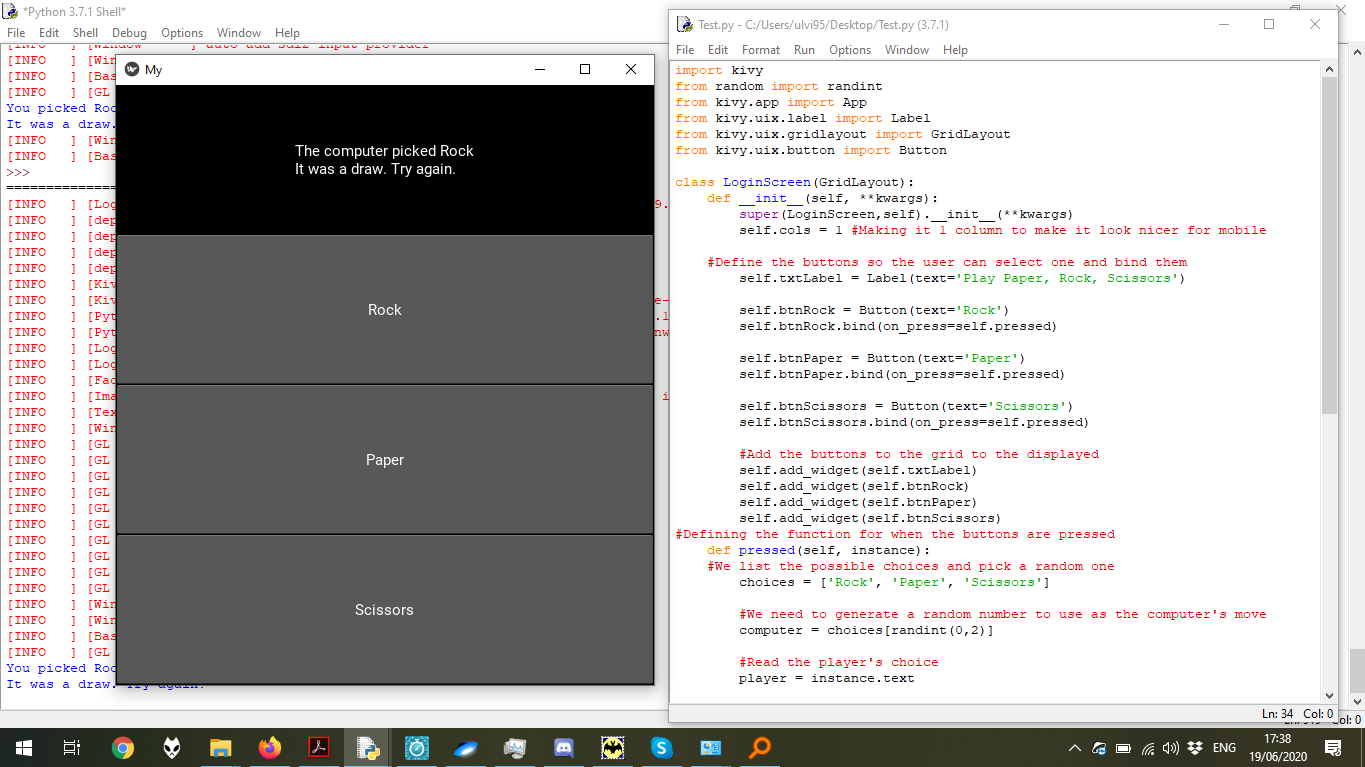 *Python 3.7.1 Shell*
File Edit Shell Debug Options Window Help
[INFO ] [Window ] auto add sdl2 input provider
[INFO ] [Win
[INFO ] [Bas
[INFO ] [GL
You picked Roc
It was a draw.
[INFO ] [Win
[INFO ] [Bas
>>>
[INFO ] [Log
[INFO ] [dep
[INFO ] [dep
[INFO ] [dep
[INFO ] [dep
[INFO ] [Kiv
[INFO ] [Kiv
[INFO ] [Pyt
[INFO ] [Pyt
[INFO ] [Log
[INFO ] [Log
[INFO ] [Fac
[INFO ] [Ima
[INFO ] [Tex
[INFO ] [Win
[INFO ] [GL
[INFO ] [GL
[INFO ] [GL
[INFO ] [GL
[INFO ] [GL
[INFO ] [GL
[INFO ] [GL
[INFO ] [GL
[INFO ] [GL
[INFO ] [GL
[INFO ] [Win
[INFO ] [Win
[INFO ] [Bas
[INFO ] [GL
You picked Roc
It was a draw. Try again.
My
The computer picked Rock
It was a draw. Try again.
Rock
Paper
Scissors
Test.py - C:/Users/ulvi95/Desktop/Test.py (3.7.1)
File Edit Format Run Options Window Help
import kivy
from random import randint
from kivy.app import App
from kivy.uix.label import Label
from kivy.uix.gridlayout import GridLayout
from kivy.uix.button import Button
class LoginScreen(GridLayout):
def __init__(self, **kwargs):
super(LoginScreen,self).__init__(**kwargs)
self.cols = 1 #Making it 1 column to make it look nicer for mobile
#Define the buttons so the user can select one and bind them
self.txtLabel = Label(text='Play Paper, Rock, Scissors')
self.btnRock = Button(text='Rock')
self.btnRock.bind(on_press=self.pressed)
self.btnPaper = Button(text='Paper')
self.btnPaper.bind(on_press=self.pressed)
self.btnScissors = Button(text='Scissors')
self.btnScissors.bind(on_press=self.pressed)
#Add the buttons to the grid to the displayed
self.add_widget(self.txtLabel)
self.add_widget(self.btnRock)
self.add_widget(self.btnPaper)
self.add_widget(self.btnScissors)
#Defining the function for when the buttons are pressed
def pressed(self, instance):
#We list the possible choices and pick a random one
choices = ['Rock', 'Paper', 'Scissors']
#We need to generate a random number to use as the computer's move
computer = choices[randint(0,2)]
#Read the player's choice
player = instance.text
Ln: 34 Col: 0
Col: 0
ENG
17:38
19/06/2020